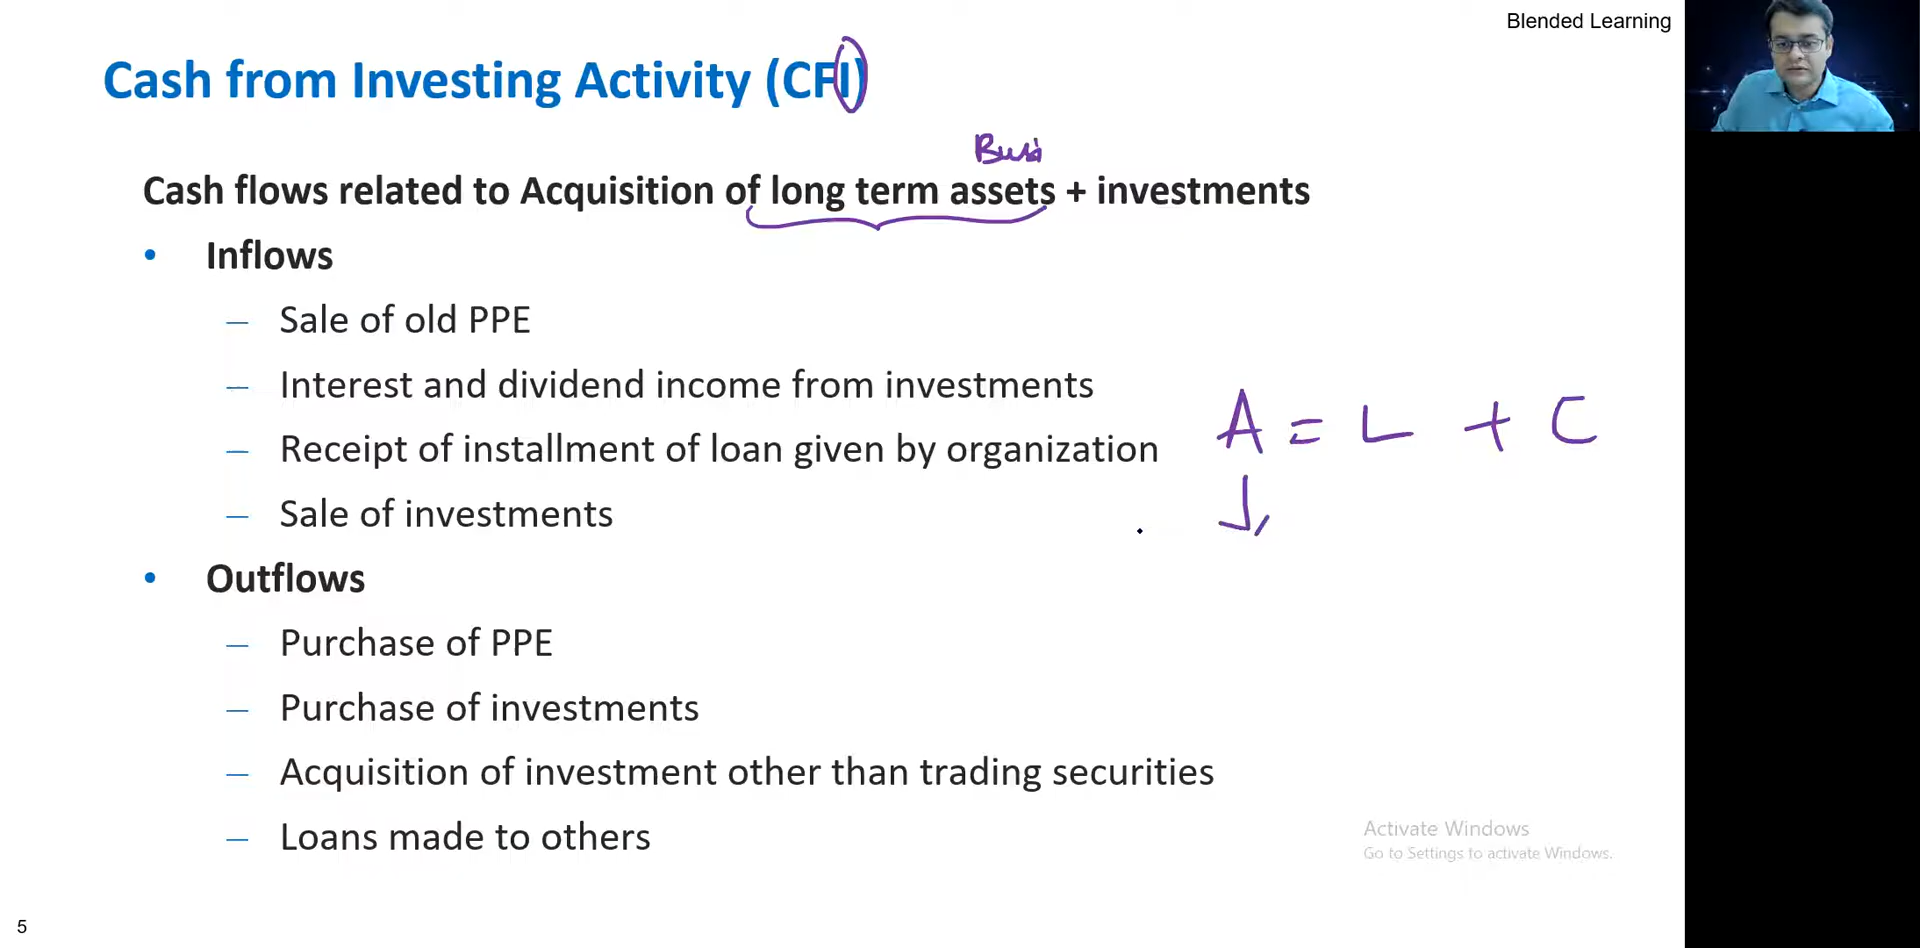 Blended Learning
Cash from Investing Activity (CFI)
Busi
Cash flows related to Acquisition of long term assets + investments
• Inflows
– Sale of old PPE
– Interest and dividend income from investments
– Receipt of installment of loan given by organization
– Sale of investments
A = L + C
• Outflows
– Purchase of PPE
– Purchase of investments
– Acquisition of investment other than trading securities
– Loans made to others
Activate Windows
Go to Settings to activate Windows.
5